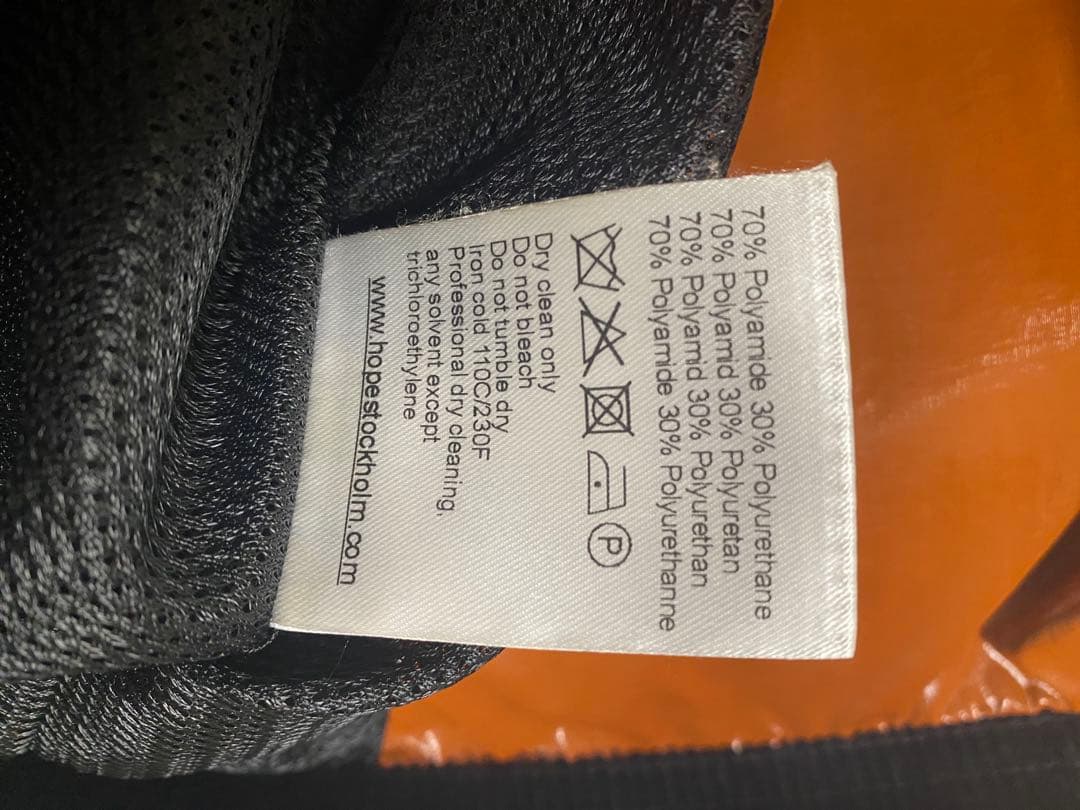 70% Polyamide 30% Polyurethane
70% Polyamid 30% Polyuretan
70% Polyamid 30% Polyurethan
70% Polyamide 30% Polyurethanne
P
Dry clean only
Do not bleach
Do not tumble dry
Iron cold 110C/230F
Professional dry cleaning,
any solvent except
trichloroethylene
www.hopestockholm.com